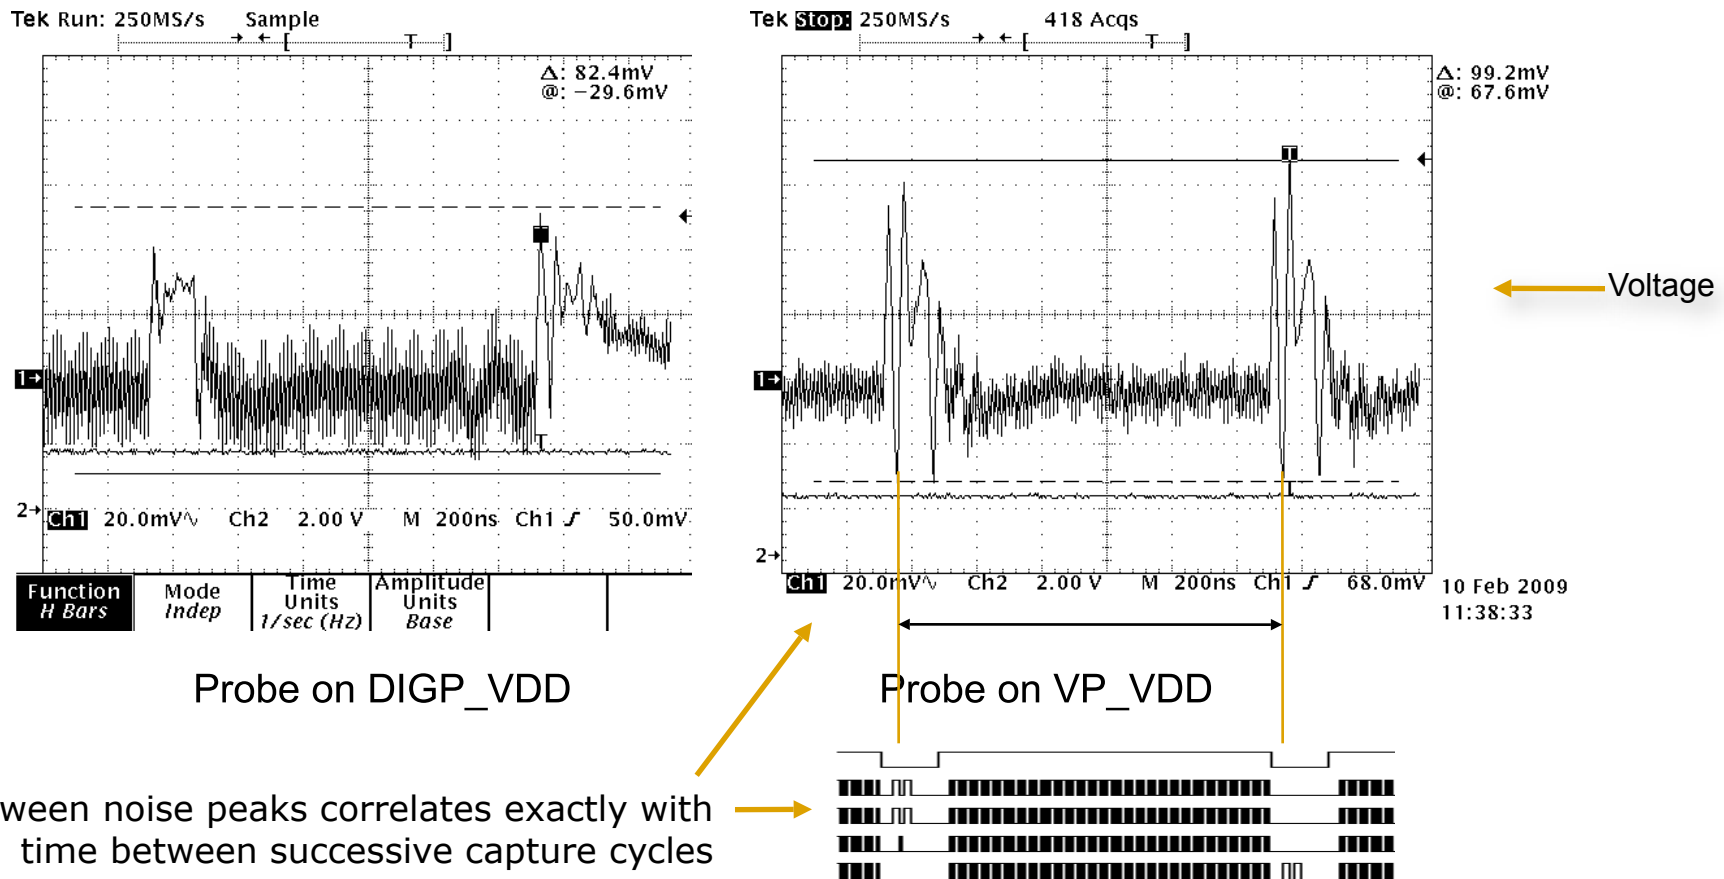 Tek Run: 250MS/s Sample
Δ: 82.4mV
@: −29.6mV
1→
2→
Ch1 20.0mV∿ Ch2 2.00 V M 200ns Ch1 50.0mV
Function
H Bars
Mode
Indep
Time
Units
1/sec (Hz)
Amplitude
Units
Base
Probe on DIGP_VDD
Tek Stop: 250MS/s 418 Acqs
Δ: 99.2mV
@: 67.6mV
1→
2→
Ch1 20.0mV∿ Ch2 2.00 V M 200ns Ch1 68.0mV
10 Feb 2009
11:38:33
Voltage
Probe on VP_VDD
ween noise peaks correlates exactly with
time between successive capture cycles